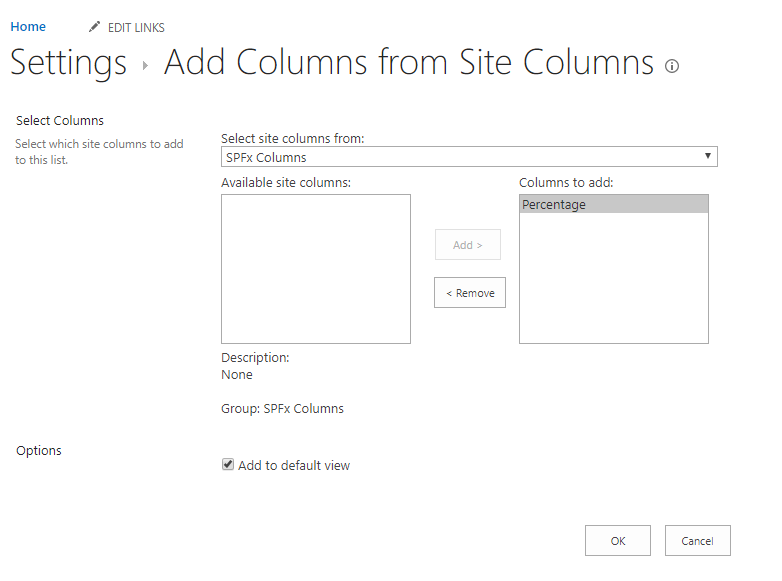 Home EDIT LINKS
Settings Add Columns from Site Columns
Select Columns
Select which site columns to add
to this list.
Select site columns from:
SPFx Columns
Available site columns:
Columns to add:
Percentage
Add >
< Remove
Description:
None
Group: SPFx Columns
Options
Add to default view
OK Cancel